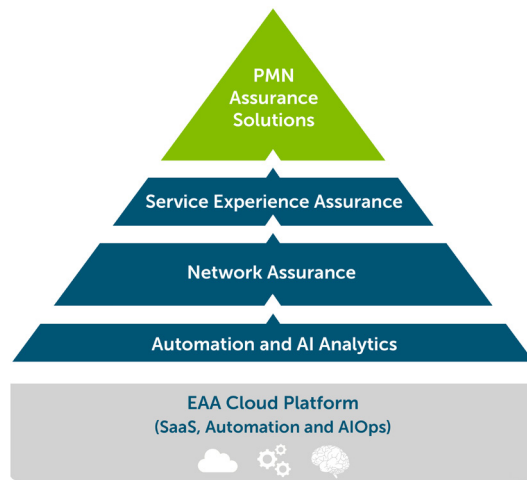 PMN
Assurance
Solutions
Service Experience Assurance
Network Assurance
Automation and AI Analytics
EAA Cloud Platform
(SaaS, Automation and AIOps)